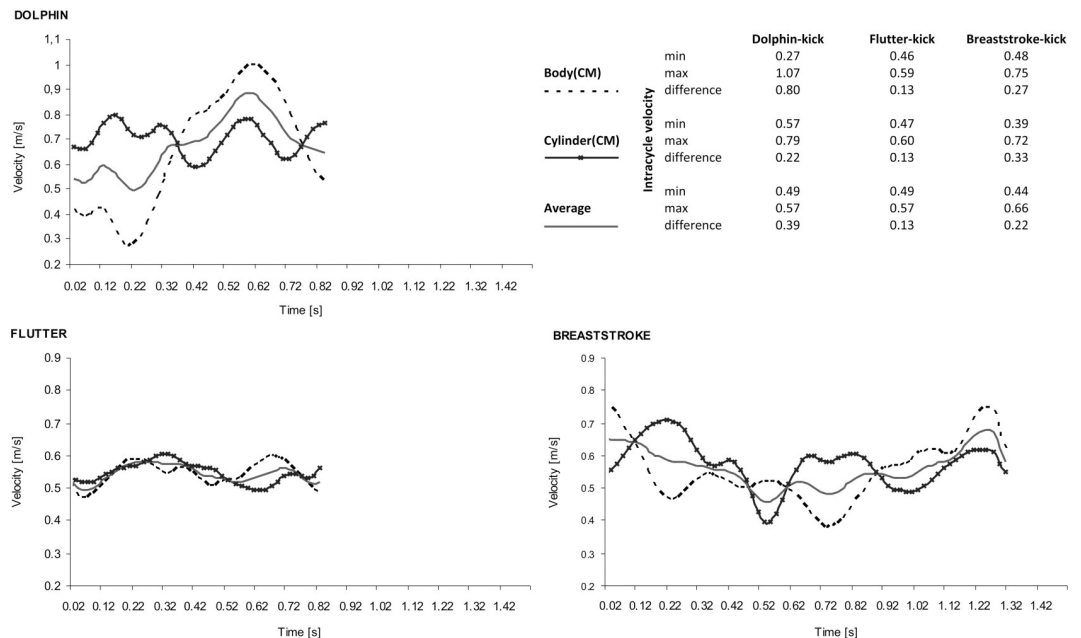 DOLPHIN
1,1
1
0.9
0.8
0.7
0.6
0.5
0.4
0.3
0.2
Velocity [m/s]
0.02 0.12 0.22 0.32 0.42 0.52 0.62 0.72 0.82 0.92 1.02 1.12 1.22 1.32 1.42
Time [s]
Dolphin-kick Flutter-kick Breaststroke-kick
Intracycle velocity
min 0.27 0.46 0.48
Body(CM) max 1.07 0.59 0.75
difference 0.80 0.13 0.27
min 0.57 0.47 0.39
Cylinder(CM) max 0.79 0.60 0.72
difference 0.22 0.13 0.33
min 0.49 0.49 0.44
Average max 0.57 0.57 0.66
difference 0.39 0.13 0.22
FLUTTER
0.9
0.8
0.7
0.6
0.5
0.4
0.3
0.2
Velocity [m/s]
0.02 0.12 0.22 0.32 0.42 0.52 0.62 0.72 0.82 0.92 1.02 1.12 1.22 1.32 1.42
Time [s]
BREASTSTROKE
0.9
0.8
0.7
0.6
0.5
0.4
0.3
0.2
Velocity [m/s]
0.02 0.12 0.22 0.32 0.42 0.52 0.62 0.72 0.82 0.92 1.02 1.12 1.22 1.32 1.42
Time [s]